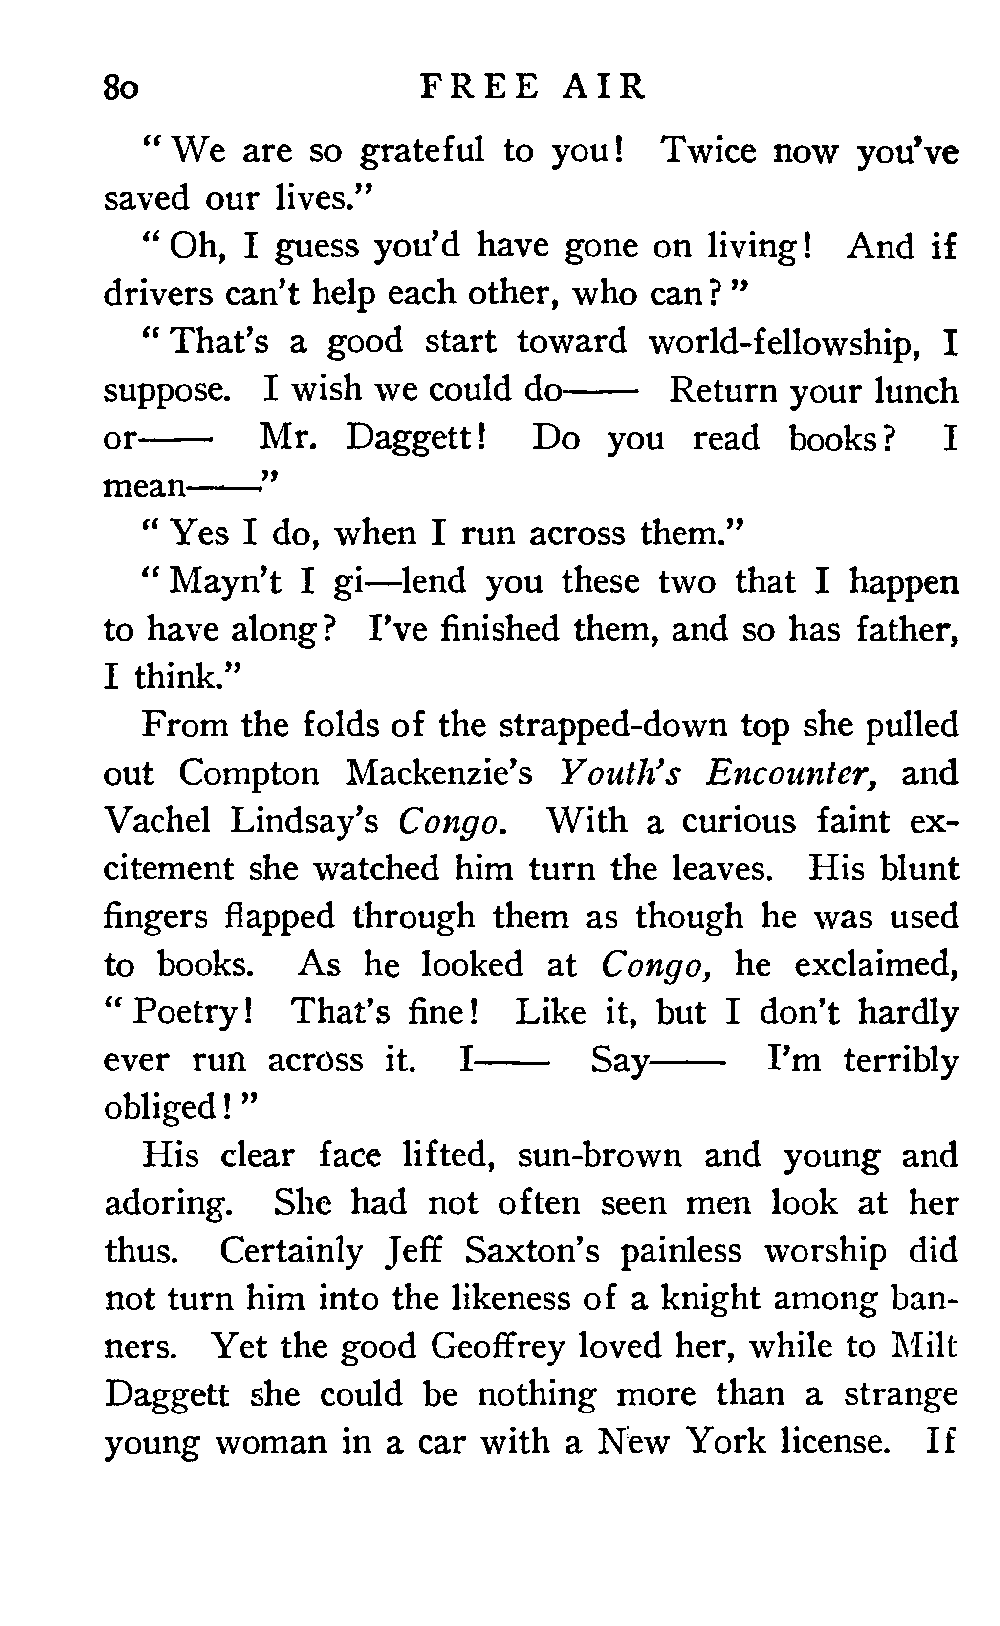 80 FREE AIR
“ We are so grateful to you! Twice now you’ve
saved our lives.”
“ Oh, I guess you’d have gone on living! And if
drivers can’t help each other, who can? ”
“ That’s a good start toward world-fellowship, I
suppose. I wish we could do—— Return your lunch
or—— Mr. Daggett! Do you read books? I
mean——”
“ Yes I do, when I run across them.”
“ Mayn’t I gi—lend you these two that I happen
to have along? I’ve finished them, and so has father,
I think.”
From the folds of the strapped-down top she pulled
out Compton Mackenzie’s Youth’s Encounter, and
Vachel Lindsay’s Congo. With a curious faint ex-
citement she watched him turn the leaves. His blunt
fingers flapped through them as though he was used
to books. As he looked at Congo, he exclaimed,
“ Poetry! That’s fine! Like it, but I don’t hardly
ever run across it. I—— Say—— I’m terribly
obliged! ”
His clear face lifted, sun-brown and young and
adoring. She had not often seen men look at her
thus. Certainly Jeff Saxton’s painless worship did
not turn him into the likeness of a knight among ban-
ners. Yet the good Geoffrey loved her, while to Milt
Daggett she could be nothing more than a strange
young woman in a car with a New York license. If